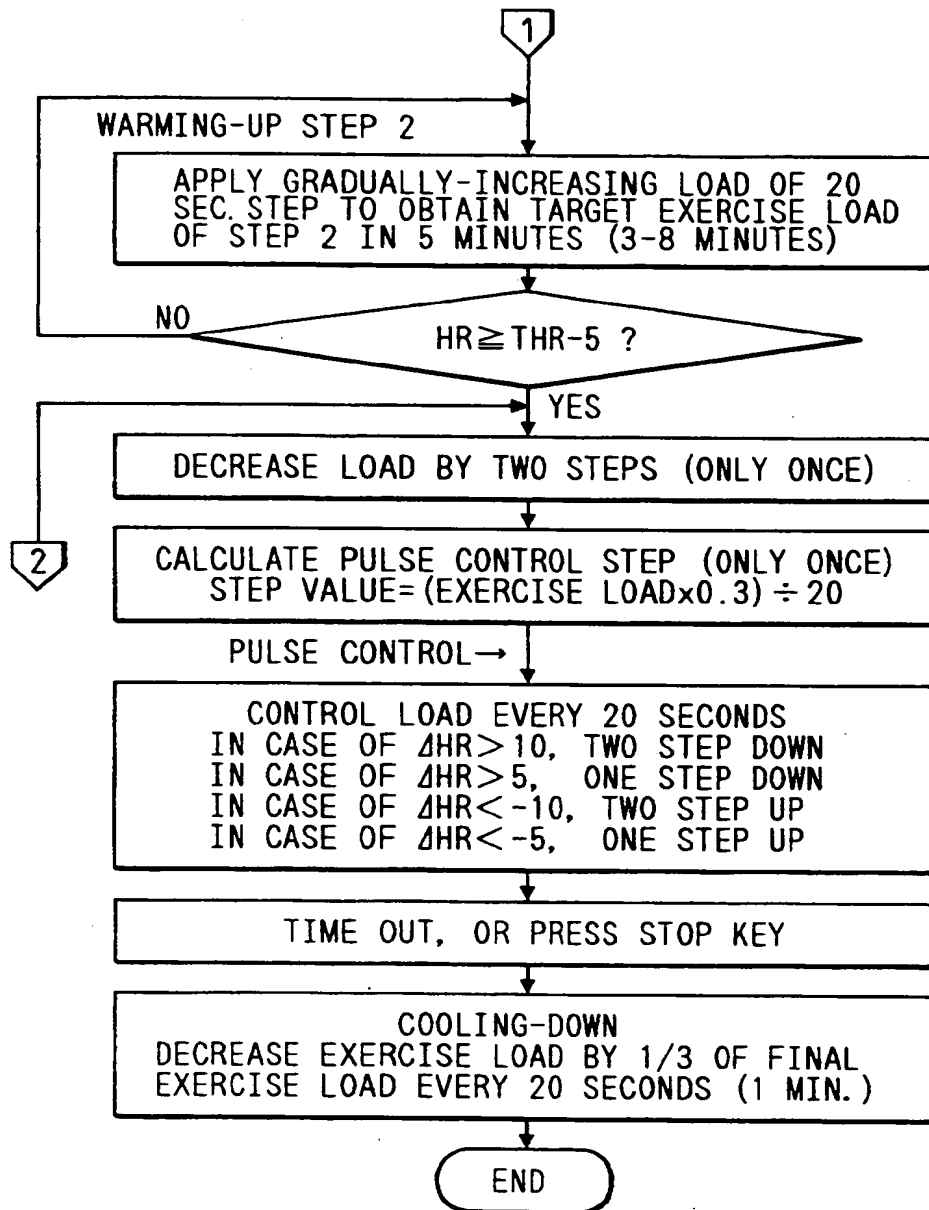 1
WARMING-UP STEP 2
APPLY GRADUALLY-INCREASING LOAD OF 20
SEC. STEP TO OBTAIN TARGET EXERCISE LOAD
OF STEP 2 IN 5 MINUTES (3-8 MINUTES)
NO
HR≧THR-5 ?
YES
DECREASE LOAD BY TWO STEPS (ONLY ONCE)
2
CALCULATE PULSE CONTROL STEP (ONLY ONCE)
STEP VALUE=(EXERCISE LOADx0.3)÷20
PULSE CONTROL→
CONTROL LOAD EVERY 20 SECONDS
IN CASE OF ΔHR>10, TWO STEP DOWN
IN CASE OF ΔHR>5, ONE STEP DOWN
IN CASE OF ΔHR<-10, TWO STEP UP
IN CASE OF ΔHR<-5, ONE STEP UP
TIME OUT, OR PRESS STOP KEY
COOLING-DOWN
DECREASE EXERCISE LOAD BY 1/3 OF FINAL
EXERCISE LOAD EVERY 20 SECONDS (1 MIN.)
END